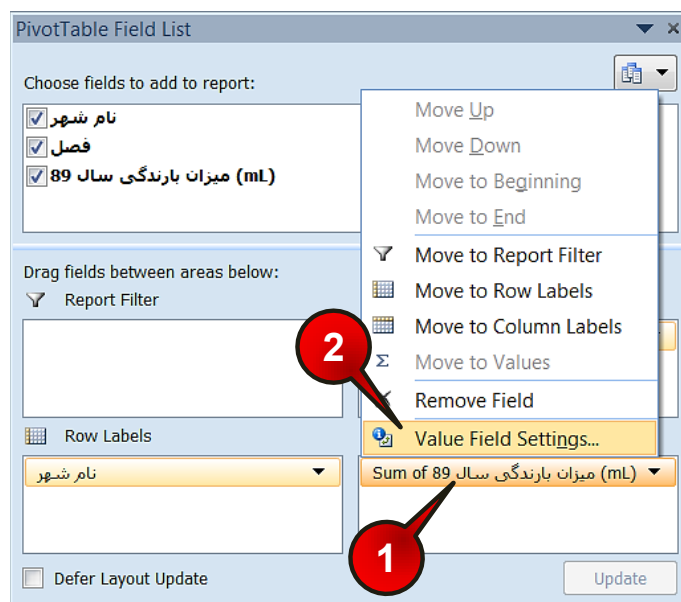 PivotTable Field List
Choose fields to add to report:
نام شهر
فصل
میزان بارندگی سال 89 (mL)
Move Up
Move Down
Move to Beginning
Move to End
Move to Report Filter
Move to Row Labels
Move to Column Labels
Move to Values
Remove Field
Value Field Settings...
Drag fields between areas below:
Report Filter
2
Row Labels
نام شهر
Sum of میزان بارندگی سال 89 (mL)
1
Defer Layout Update
Update